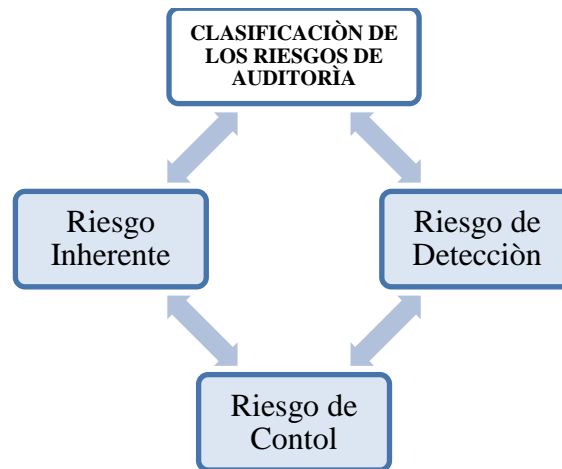 CLASIFICACIÒN DE
LOS RIESGOS DE
AUDITORÌA
Riesgo
Inherente
Riesgo de
Detecciòn
Riesgo de
Contol